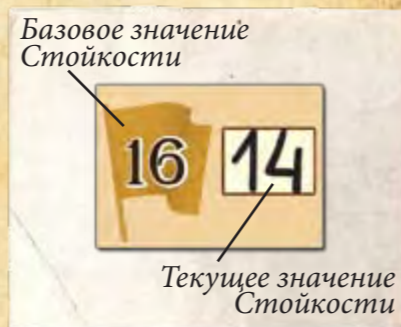 Базовое значение
Стойкости
16 14
Текущее значение
Стойкости